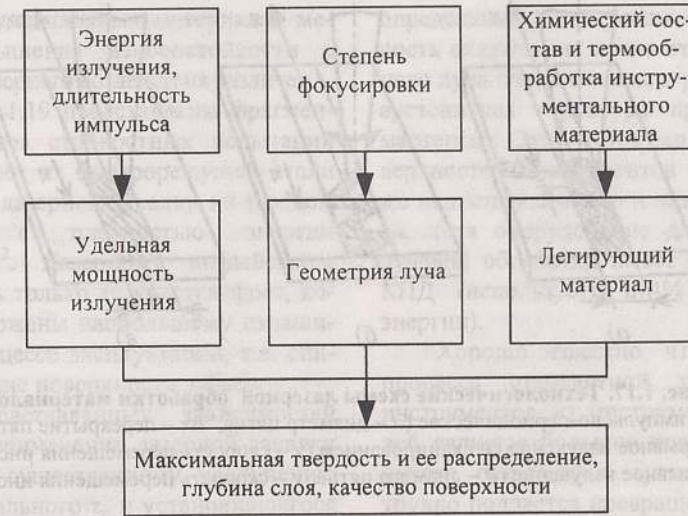 Энергия
излучения,
длительность
импульса
Степень
фокусировки
Химический сос-
тав и термооб-
работка инстру-
ментального
материала
Удельная
мощность
излучения
Геометрия луча
Легирующий
материал
Максимальная твердость и ее распределение,
глубина слоя, качество поверхности